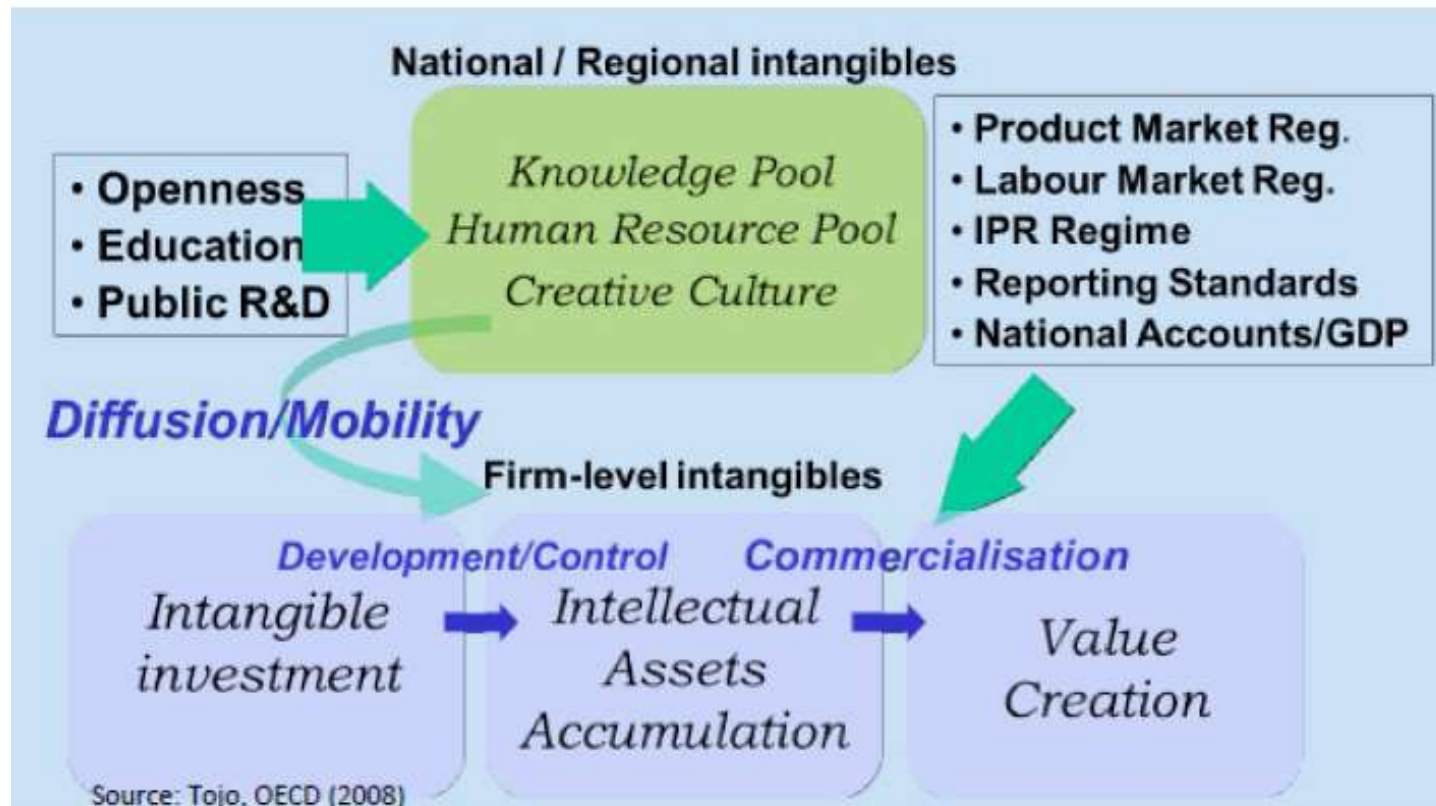 National / Regional intangibles
• Openness
• Education
• Public R&D
Knowledge Pool
Human Resource Pool
Creative Culture
• Product Market Reg.
• Labour Market Reg.
• IPR Regime
• Reporting Standards
• National Accounts/GDP
Diffusion/Mobility
Firm-level intangibles
Development/Control
Commercialisation
Intangible
investment
Intellectual
Assets
Accumulation
Value
Creation
Source: Tojo, OECD (2008)